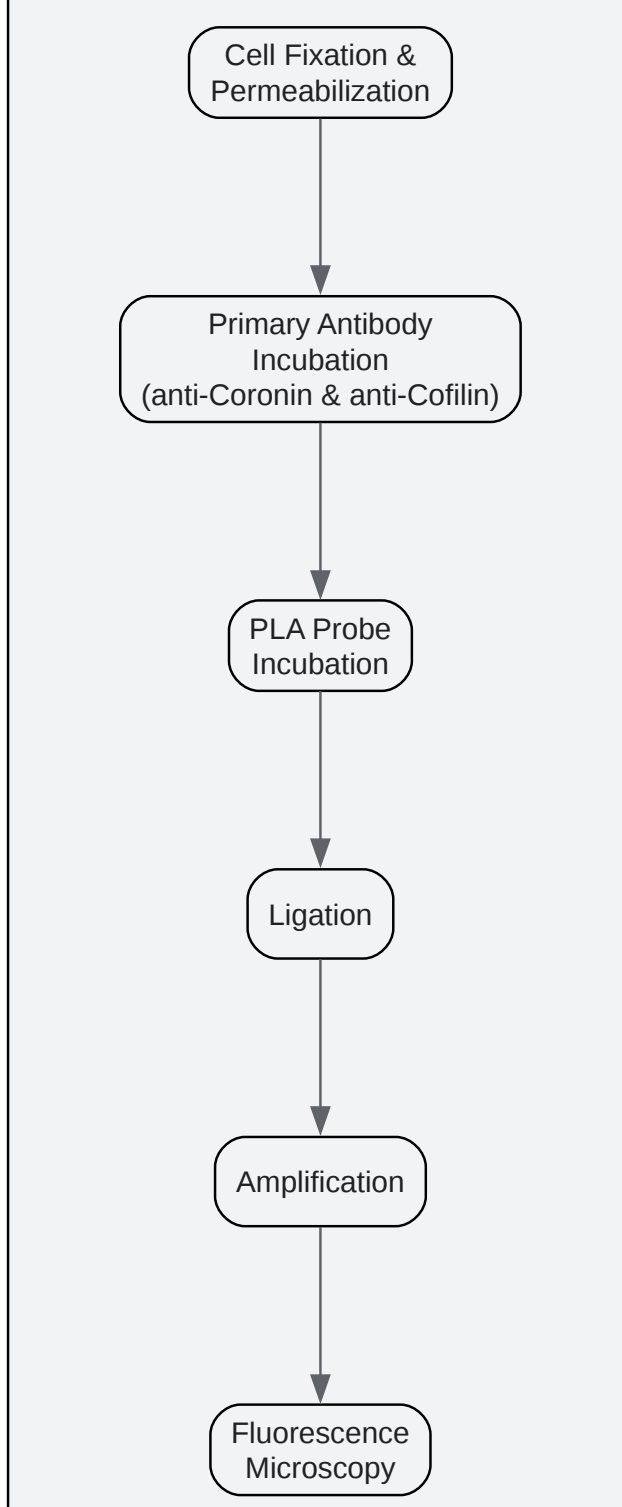 Cell Fixation &
Permeabilization
Primary Antibody
Incubation
(anti-Coronin & anti-Cofilin)
PLA Probe
Incubation
Ligation
Amplification
Fluorescence
Microscopy